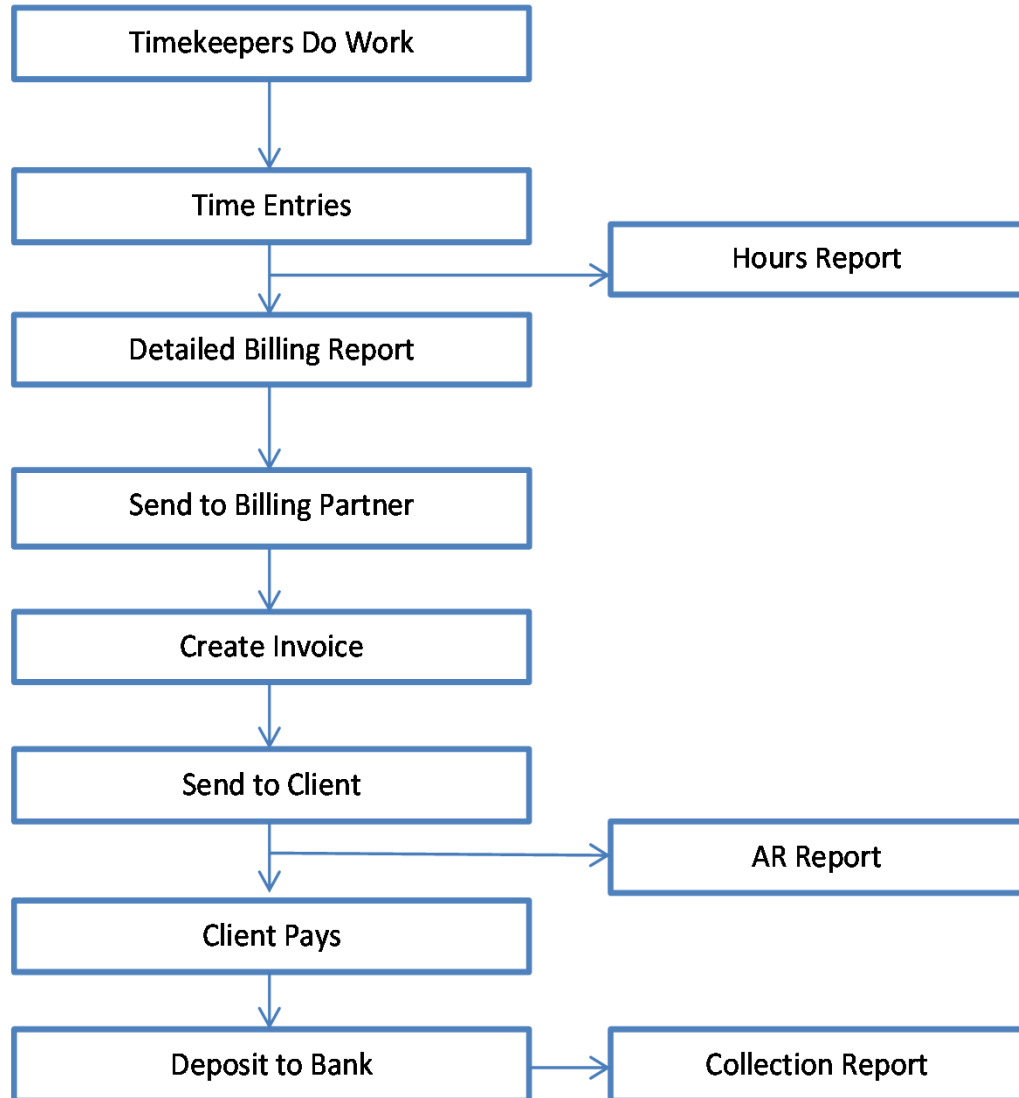 Timekeepers Do Work
Time Entries
Hours Report
Detailed Billing Report
Send to Billing Partner
Create Invoice
Send to Client
AR Report
Client Pays
Deposit to Bank
Collection Report